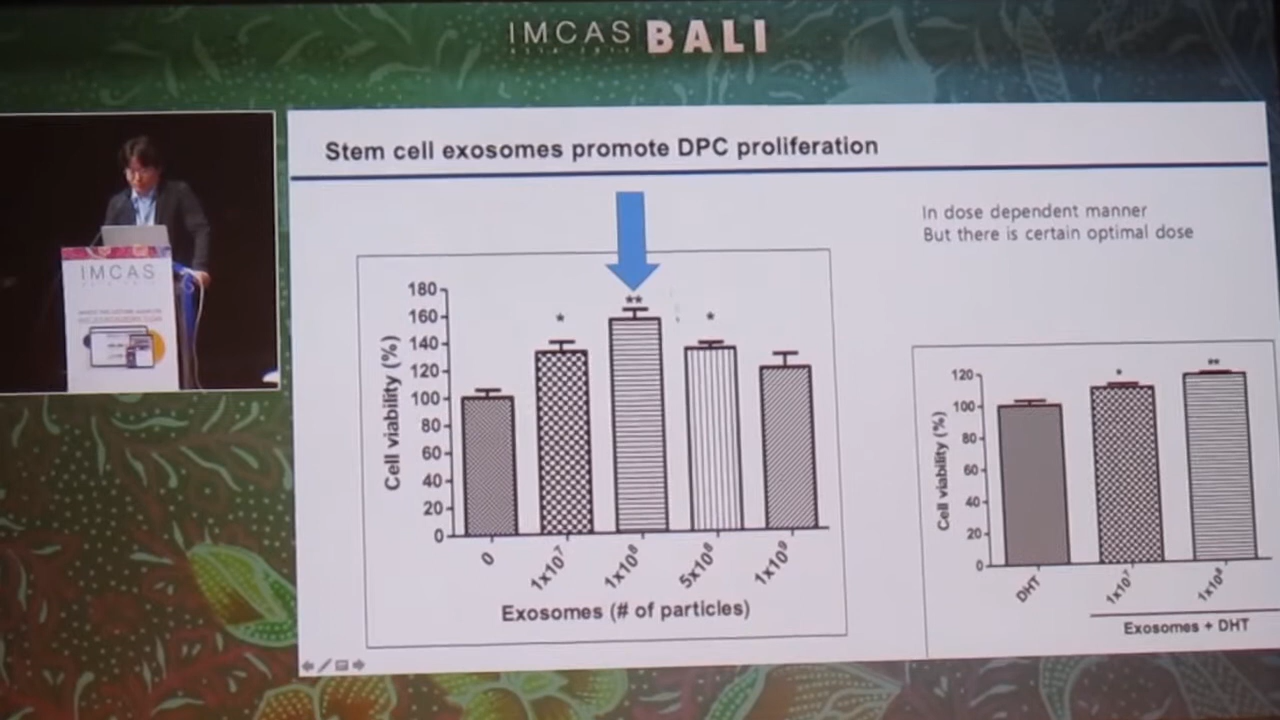 IMCAS BALI
IMCAS
Stem cell exosomes promote DPC proliferation
In dose dependent manner
But there is certain optimal dose
Cell viability (%)
180
160
140
120
100
80
60
40
20
0
*
**
*
0
1x10⁷
1x10⁸
5x10⁸
1x10⁹
Exosomes (# of particles)
Cell viability (%)
120
100
80
60
40
20
0
*
**
DHT
1x10⁷
1x10⁸
Exosomes + DHT